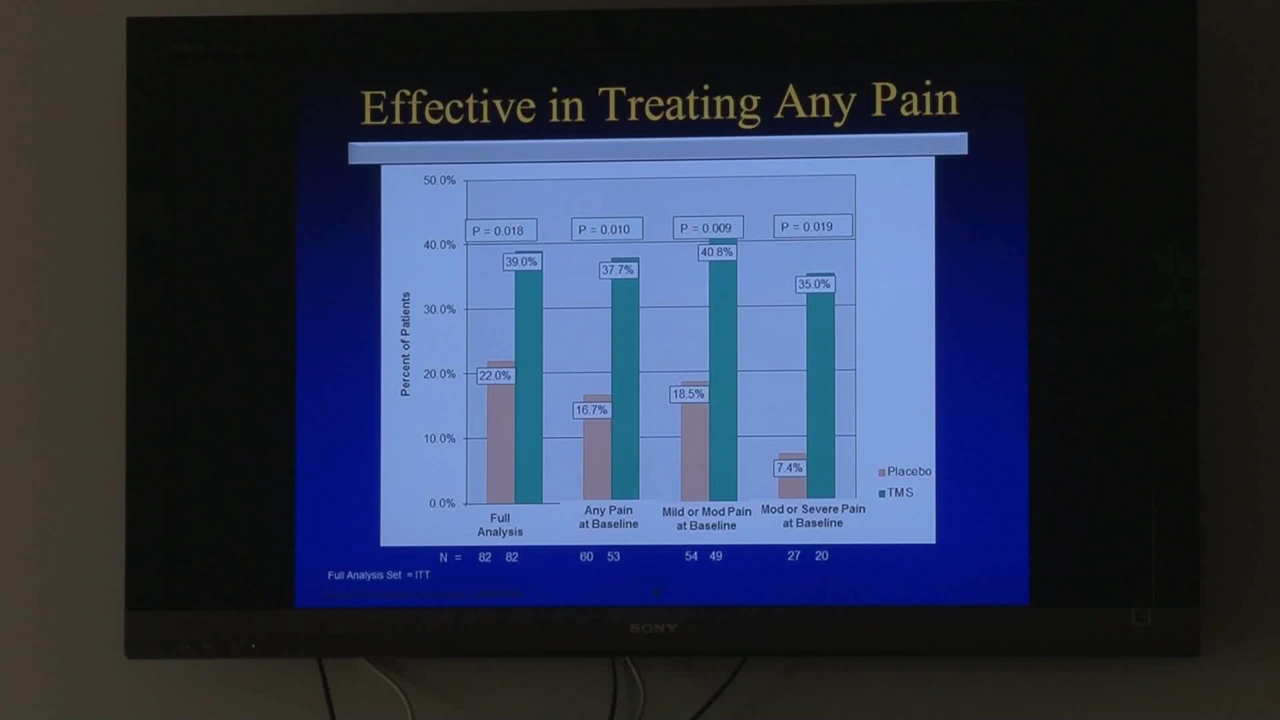 Effective in Treating Any Pain
50.0%
40.0%
30.0%
20.0%
10.0%
0.0%
Percent of Patients
P = 0.018
P = 0.010
P = 0.009
P = 0.019
39.0%
37.7%
40.8%
35.0%
22.0%
16.7%
18.5%
7.4%
Placebo
TMS
Full
Analysis
Any Pain
at Baseline
Mild or Mod Pain
at Baseline
Mod or Severe Pain
at Baseline
N = 82 82 60 53 54 49 27 20
Full Analysis Set = ITT
SONY